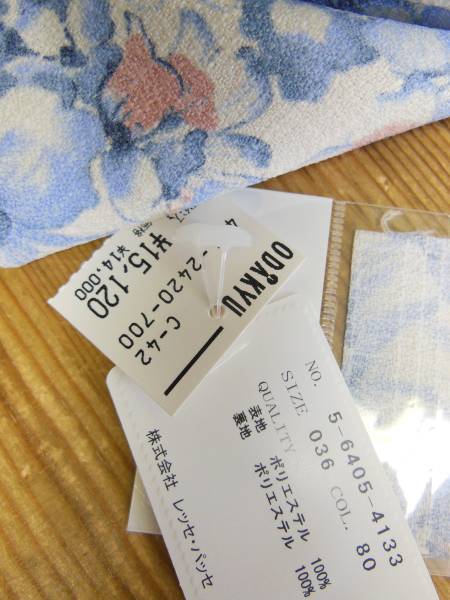 ODAKYU
-2420-700
C-42
¥15,120
¥14,000
NO. 5-6405-4133
SIZE 036 COL. 80
QUALITY
表地 ポリエステル 100%
裏地 ポリエステル 100%
株式会社 レッセ・パッセ